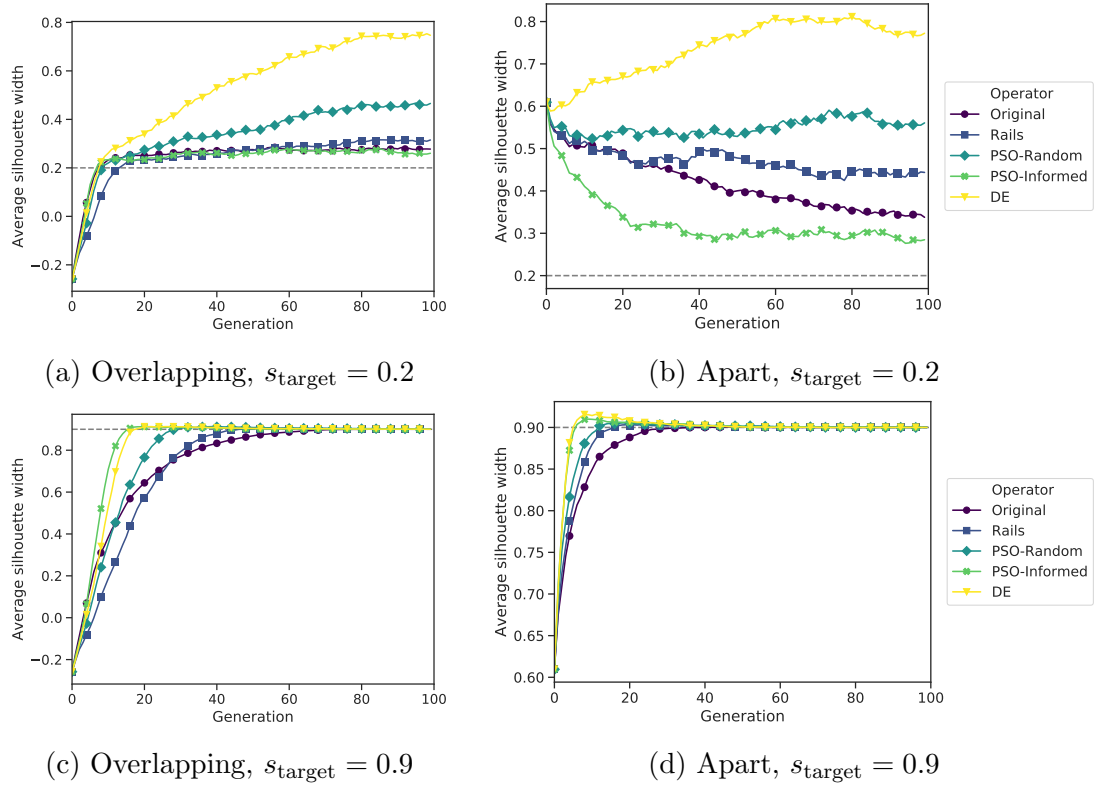 0.8
0.6
0.4
0.2
0.0
−0.2
Average silhouette width
0
20
40
60
80
100
Generation
(a) Overlapping, s_target = 0.2
0.8
0.7
0.6
0.5
0.4
0.3
0.2
Average silhouette width
0
20
40
60
80
100
Generation
(b) Apart, s_target = 0.2
Operator
Original
Rails
PSO-Random
PSO-Informed
DE
0.8
0.6
0.4
0.2
0.0
−0.2
Average silhouette width
0
20
40
60
80
100
Generation
(c) Overlapping, s_target = 0.9
0.90
0.85
0.80
0.75
0.70
0.65
0.60
Average silhouette width
0
20
40
60
80
100
Generation
(d) Apart, s_target = 0.9
Operator
Original
Rails
PSO-Random
PSO-Informed
DE